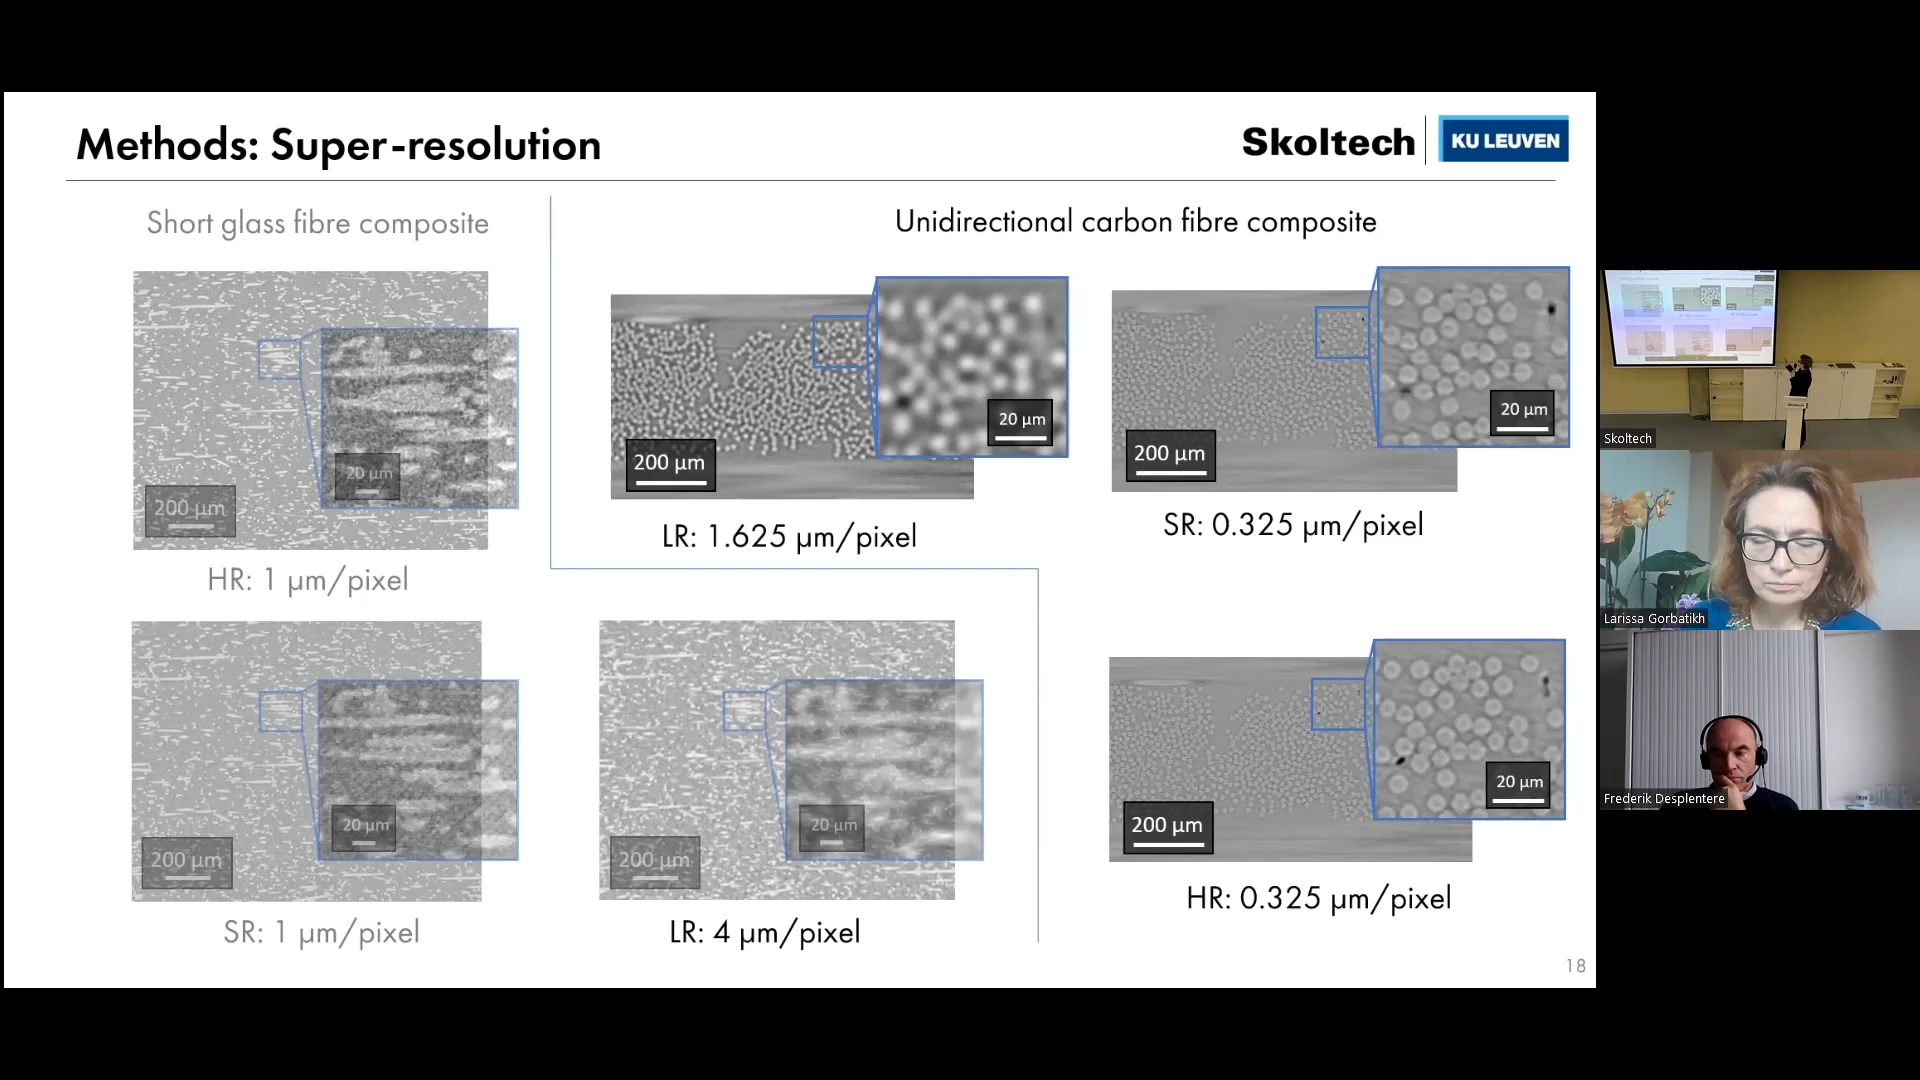 Methods: Super-resolution
Skoltech
KU LEUVEN
Short glass fibre composite
Unidirectional carbon fibre composite
20 µm
200 µm
HR: 1 µm/pixel
20 µm
200 µm
LR: 1.625 µm/pixel
20 µm
200 µm
SR: 0.325 µm/pixel
20 µm
200 µm
SR: 1 µm/pixel
20 µm
200 µm
LR: 4 µm/pixel
20 µm
200 µm
HR: 0.325 µm/pixel
18
Skoltech
Larissa Gorbatikh
Frederik Desplentere